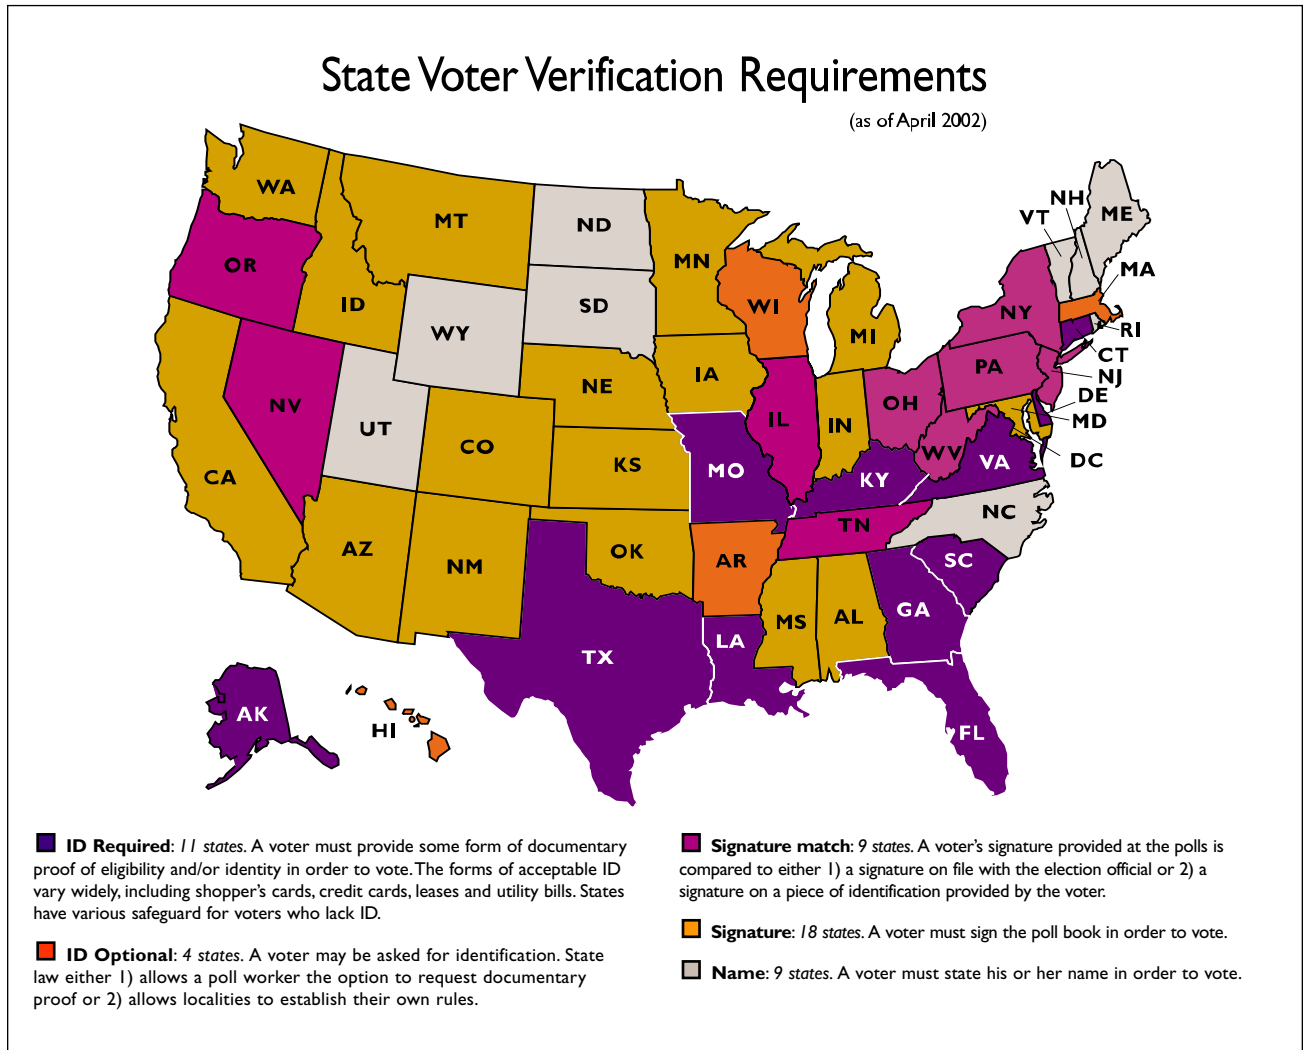 State Voter Verification Requirements
(as of April 2002)
WA
MT
ND
MN
OR
ID
SD
WI
MI
WY
NH
VT
ME
MA
NY
RI
CT
NJ
PA
DE
MD
DC
NE
IA
NV
UT
CO
KS
IL
IN
OH
WV
VA
CA
MO
KY
NC
TN
AZ
NM
OK
AR
SC
MS
AL
GA
LA
TX
FL
AK
HI
ID Required: 11 states. A voter must provide some form of documentary
proof of eligibility and/or identity in order to vote. The forms of acceptable ID
vary widely, including shopper's cards, credit cards, leases and utility bills. States
have various safeguard for voters who lack ID.
ID Optional: 4 states. A voter may be asked for identification. State
law either 1) allows a poll worker the option to request documentary
proof or 2) allows localities to establish their own rules.
Signature match: 9 states. A voter's signature provided at the polls is
compared to either 1) a signature on file with the election official or 2) a
signature on a piece of identification provided by the voter.
Signature: 18 states. A voter must sign the poll book in order to vote.
Name: 9 states. A voter must state his or her name in order to vote.